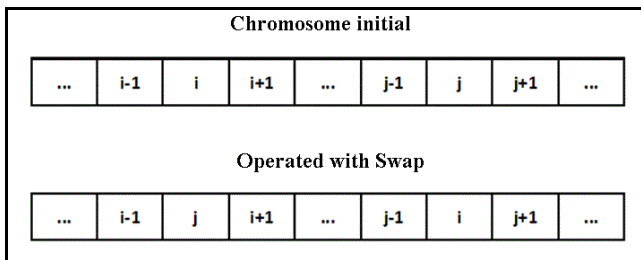 Chromosome initial
... i-1 i i+1 ... j-1 j j+1 ...
Operated with Swap
... i-1 j i+1 ... j-1 i j+1 ...